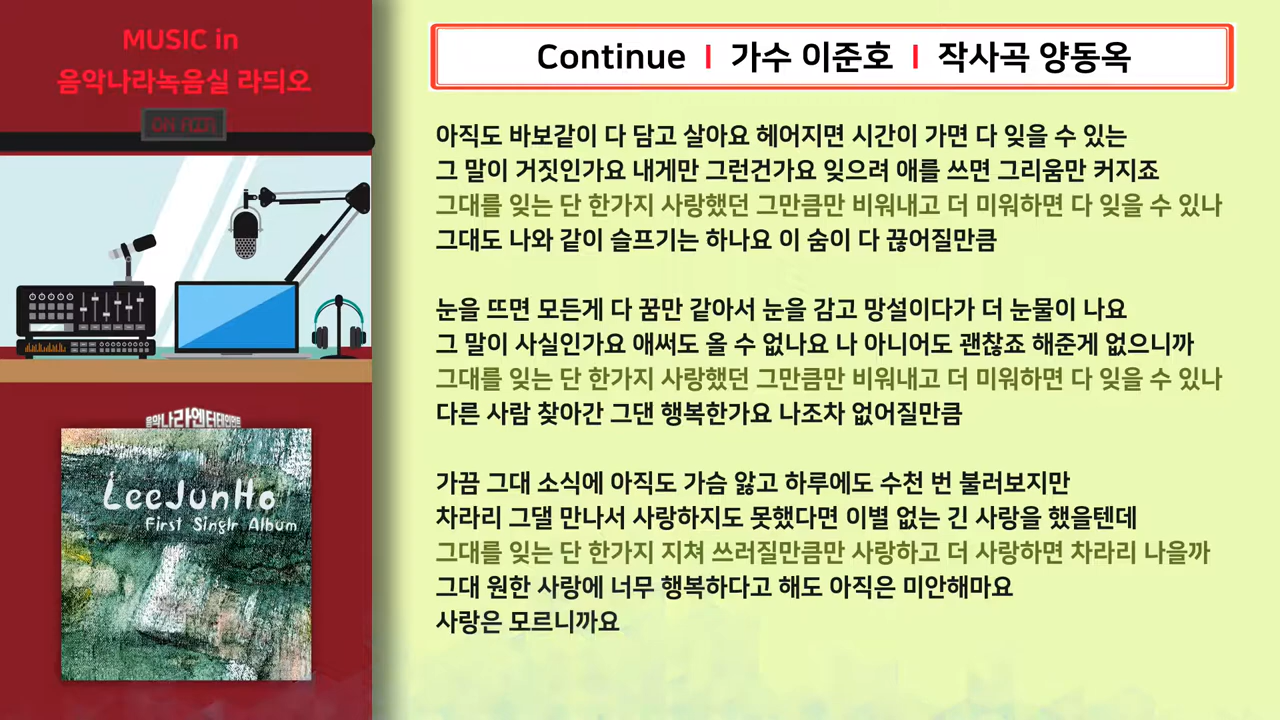 MUSIC in
음악나라녹음실 라듸오
ON AIR
음악나라엔터테인먼트
LeeJunHo
First Singlr Album
Continue I 가수 이준호 I 작사곡 양동옥
아직도 바보같이 다 담고 살아요 헤어지면 시간이 가면 다 잊을 수 있는
그 말이 거짓인가요 내게만 그런건가요 잊으려 애를 쓰면 그리움만 커지죠
그대를 잊는 단 한가지 사랑했던 그만큼만 비워내고 더 미워하면 다 잊을 수 있나
그대도 나와 같이 슬프기는 하나요 이 숨이 다 끊어질만큼
눈을 뜨면 모든게 다 꿈만 같아서 눈을 감고 망설이다가 더 눈물이 나요
그 말이 사실인가요 애써도 올 수 없나요 나 아니어도 괜찮죠 해준게 없으니까
그대를 잊는 단 한가지 사랑했던 그만큼만 비워내고 더 미워하면 다 잊을 수 있나
다른 사람 찾아간 그댄 행복한가요 나조차 없어질만큼
가끔 그대 소식에 아직도 가슴 앓고 하루에도 수천 번 불러보지만
차라리 그댈 만나서 사랑하지도 못했다면 이별 없는 긴 사랑을 했을텐데
그대를 잊는 단 한가지 지쳐 쓰러질만큼만 사랑하고 더 사랑하면 차라리 나을까
그대 원한 사랑에 너무 행복하다고 해도 아직은 미안해마요
사랑은 모르니까요